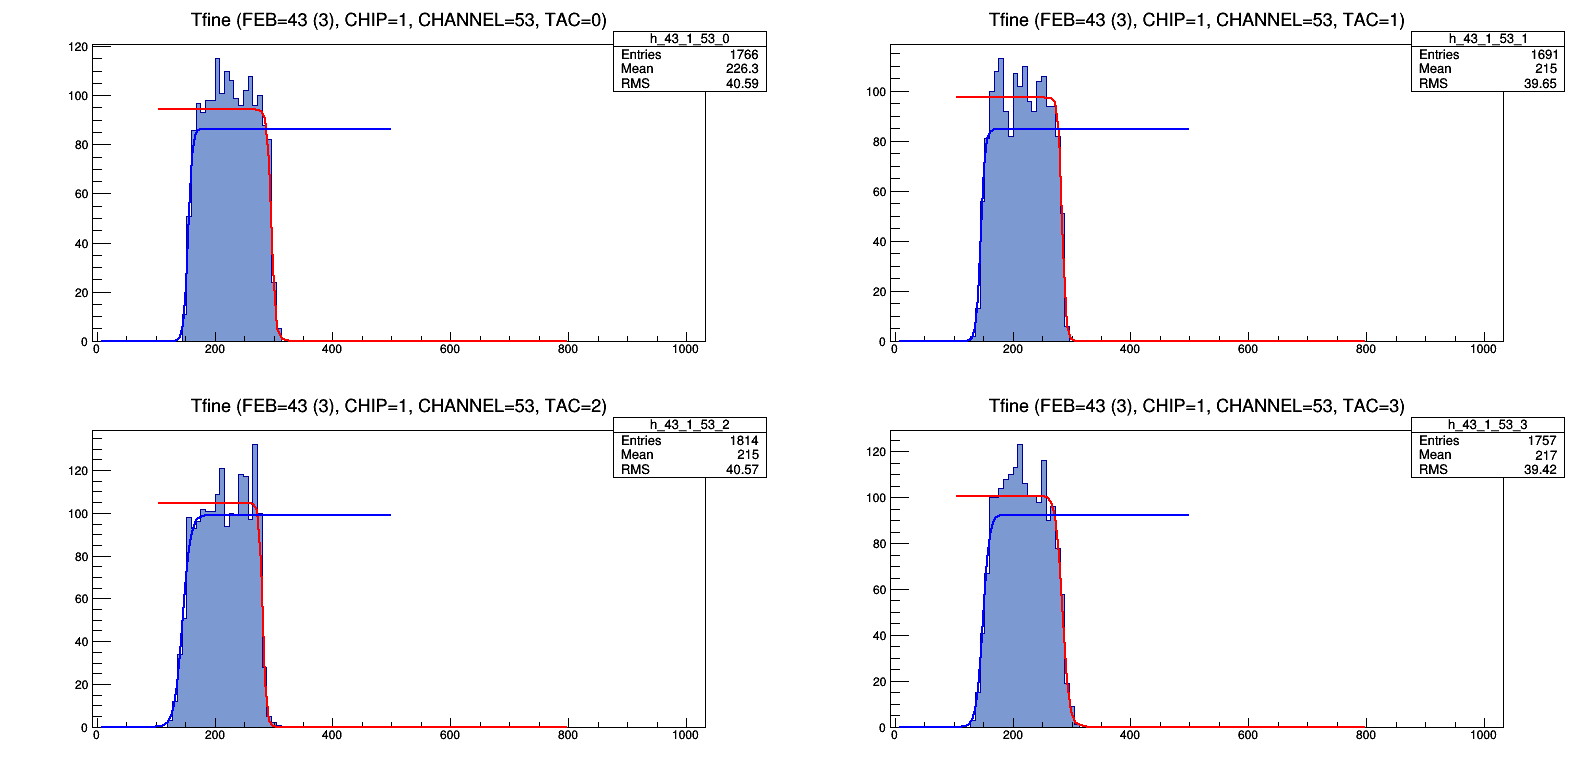 Tfine (FEB=43 (3), CHIP=1, CHANNEL=53, TAC=0)
h_43_1_53_0
Entries 1766
Mean 226.3
RMS 40.59
120
100
80
60
40
20
0
0 200 400 600 800 1000
Tfine (FEB=43 (3), CHIP=1, CHANNEL=53, TAC=1)
h_43_1_53_1
Entries 1691
Mean 215
RMS 39.65
100
80
60
40
20
0
0 200 400 600 800 1000
Tfine (FEB=43 (3), CHIP=1, CHANNEL=53, TAC=2)
h_43_1_53_2
Entries 1814
Mean 215
RMS 40.57
120
100
80
60
40
20
0
0 200 400 600 800 1000
Tfine (FEB=43 (3), CHIP=1, CHANNEL=53, TAC=3)
h_43_1_53_3
Entries 1757
Mean 217
RMS 39.42
120
100
80
60
40
20
0
0 200 400 600 800 1000